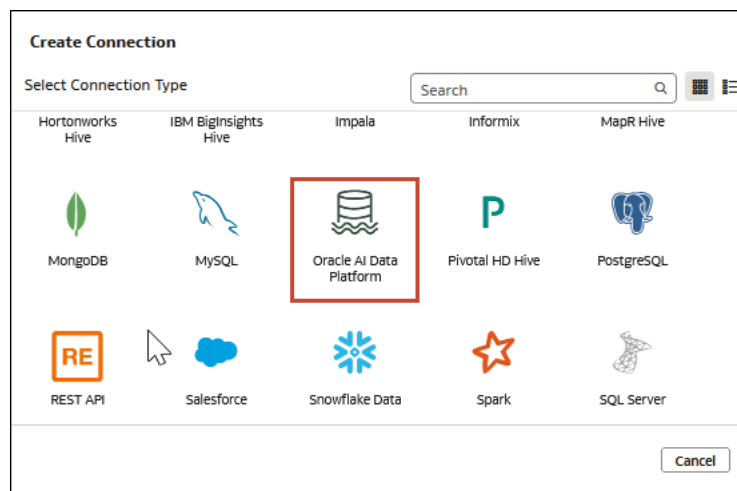 Create Connection
Select Connection Type
Search
Hortonworks
Hive
IBM BigInsights
Hive
Impala
Informix
MapR Hive
MongoDB
MySQL
Oracle AI Data
Platform
P
Pivotal HD Hive
PostgreSQL
RE
REST API
Salesforce
Snowflake Data
Spark
SQL Server
Cancel